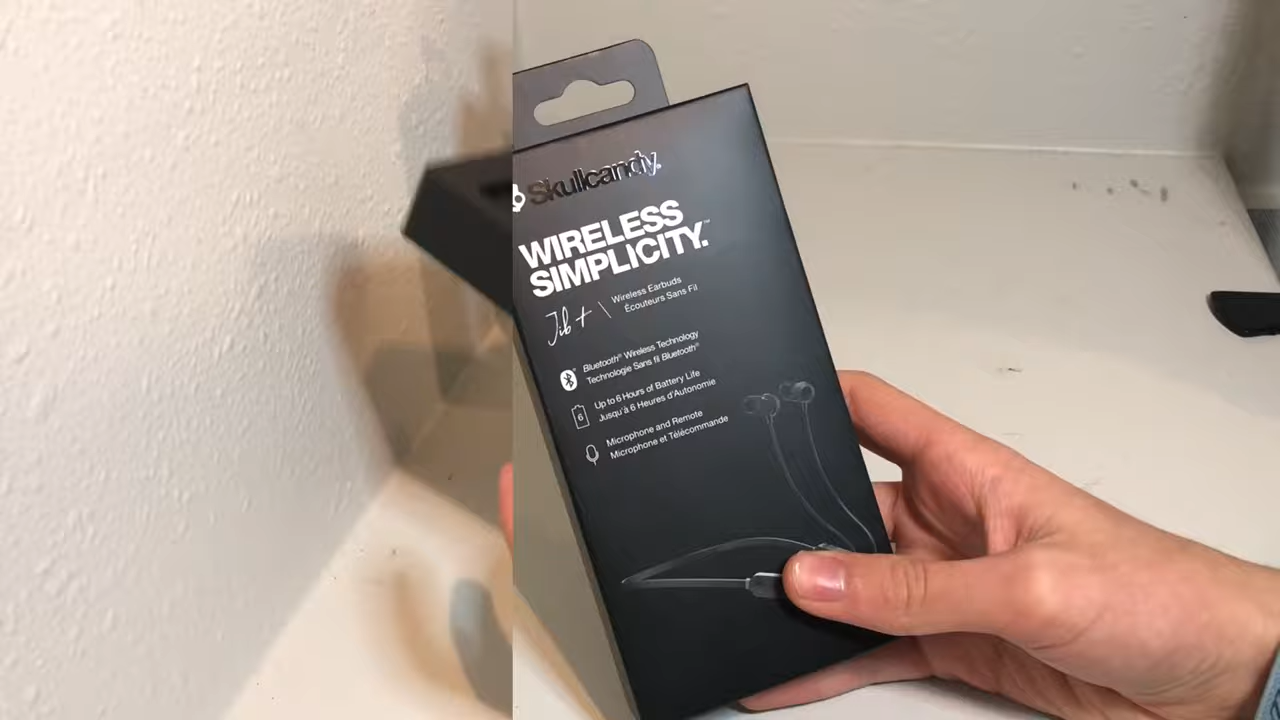 Skullcandy.
WIRELESS
SIMPLICITY.™
Jib + \ Wireless Earbuds
Écouteurs Sans Fil
Bluetooth® Wireless Technology
Technologie Sans fil Bluetooth®
6
Up to 6 Hours of Battery Life
Jusqu'à 6 Heures d'Autonomie
Microphone and Remote
Microphone et Télécommande